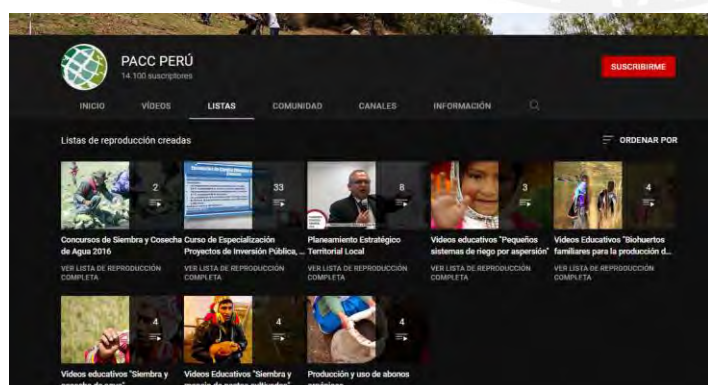 PACC PERÚ
14.100 suscriptores
SUSCRIBIRME
INICIO VÍDEOS LISTAS COMUNIDAD CANALES INFORMACIÓN
Listas de reproducción creadas
ORDENAR POR
2 33 8 3 4
Concursos de Siembra y Cosecha de Agua 2016
VER LISTA DE REPRODUCCIÓN COMPLETA
Curso de Especialización Proyectos de Inversión Pública, ...
VER LISTA DE REPRODUCCIÓN COMPLETA
Planeamiento Estratégico Territorial Local
VER LISTA DE REPRODUCCIÓN COMPLETA
Videos educativos "Pequeños sistemas de riego por aspersión"
VER LISTA DE REPRODUCCIÓN COMPLETA
Videos Educativos "Biohuertos familiares para la producción d...
VER LISTA DE REPRODUCCIÓN COMPLETA
4 4 4
Videos educativos "Siembra y
Videos Educativos "Siembra y
Producción y uso de abonos